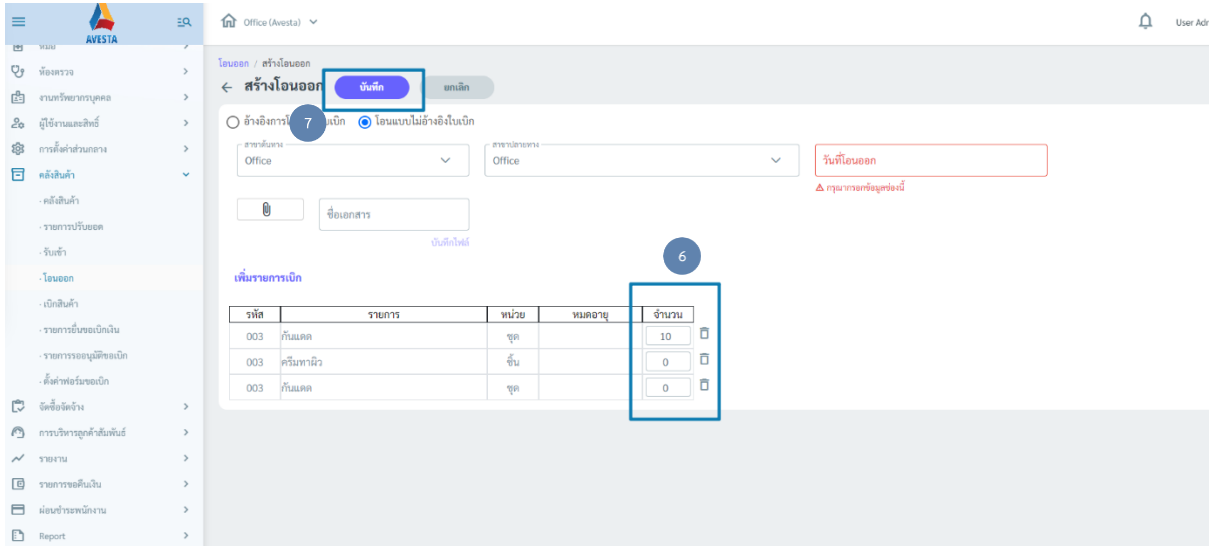 AVESTA
Office (Avesta)
User Adr
หมอ
ห้องตรวจ
งานทรัพยากรบุคคล
ผู้ใช้งานและสิทธิ์
การตั้งค่าส่วนกลาง
คลังสินค้า
· คลังสินค้า
· รายการปรับยอด
· รับเข้า
· โอนออก
· เบิกสินค้า
· รายการยื่นขอเบิกเงิน
· รายการรออนุมัติขอเบิก
· ตั้งค่าฟอร์มขอเบิก
จัดซื้อจัดจ้าง
การบริหารลูกค้าสัมพันธ์
รายงาน
รายการขอคืนเงิน
ผ่อนชำระพนักงาน
Report
โอนออก / สร้างโอนออก
สร้างโอนออก บันทึก ยกเลิก
7
อ้างอิงการโ ใบเบิก โอนแบบไม่อ้างอิงใบเบิก
สาขาต้นทาง สาขาปลายทาง
Office Office วันที่โอนออก
กรุณากรอกข้อมูลช่องนี้
ชื่อเอกสาร
บันทึกไฟล์
6
เพิ่มรายการเบิก
รหัส รายการ หน่วย หมดอายุ จำนวน
003 กันแดด ชุด 10
003 ครีมทาผิว ชิ้น 0
003 กันแดด ชุด 0